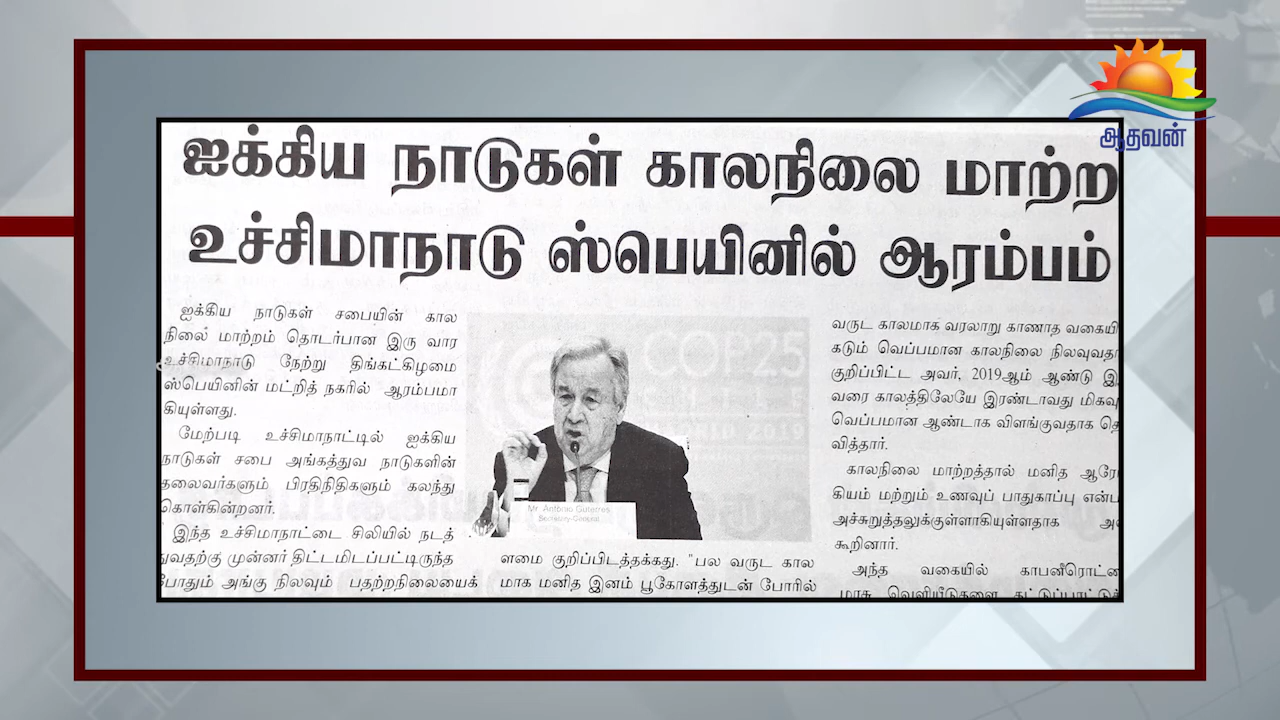 ஆதவன்
ஐக்கிய நாடுகள் காலநிலை மாற்ற
உச்சிமாநாடு ஸ்பெயினில் ஆரம்பம்
ஐக்கிய நாடுகள் சபையின் கால
நிலை மாற்றம் தொடர்பான இரு வார
உச்சிமாநாடு நேற்று திங்கட்கிழமை
ஸ்பெயினின் மட்றித் நகரில் ஆரம்பமா
கியுள்ளது.
மேற்படி உச்சிமாநாட்டில் ஐக்கிய
நாடுகள் சபை அங்கத்துவ நாடுகளின்
தலைவர்களும் பிரதிநிதிகளும் கலந்து
கொள்கின்றனர்.
இந்த உச்சிமாநாட்டை சிலியில் நடத்
துவதற்கு முன்னர் திட்டமிடப்பட்டிருந்த
போதும் அங்கு நிலவும் பதற்றநிலையைக்
COP25
MADRID 2019
Mr. António Guterres
Secretary-General
ளமை குறிப்பிடத்தக்கது. "பல வருட கால
மாக மனித இனம் பூகோளத்துடன் போரில்
வருட காலமாக வரலாறு காணாத வகையி
கடும் வெப்பமான காலநிலை நிலவுவதா
குறிப்பிட்ட அவர், 2019ஆம் ஆண்டு இ
வரை காலத்திலேயே இரண்டாவது மிகவு
வெப்பமான ஆண்டாக விளங்குவதாக தெ
வித்தார்.
காலநிலை மாற்றத்தால் மனித ஆரோ
கியம் மற்றும் உணவுப் பாதுகாப்பு என்ப
அச்சுறுத்தலுக்குள்ளாகியுள்ளதாக அ
கூறினார்.
அந்த வகையில் காபனீரொட்
மாசு வெளியீடுகளை கட்டுப்பாட்டுக்